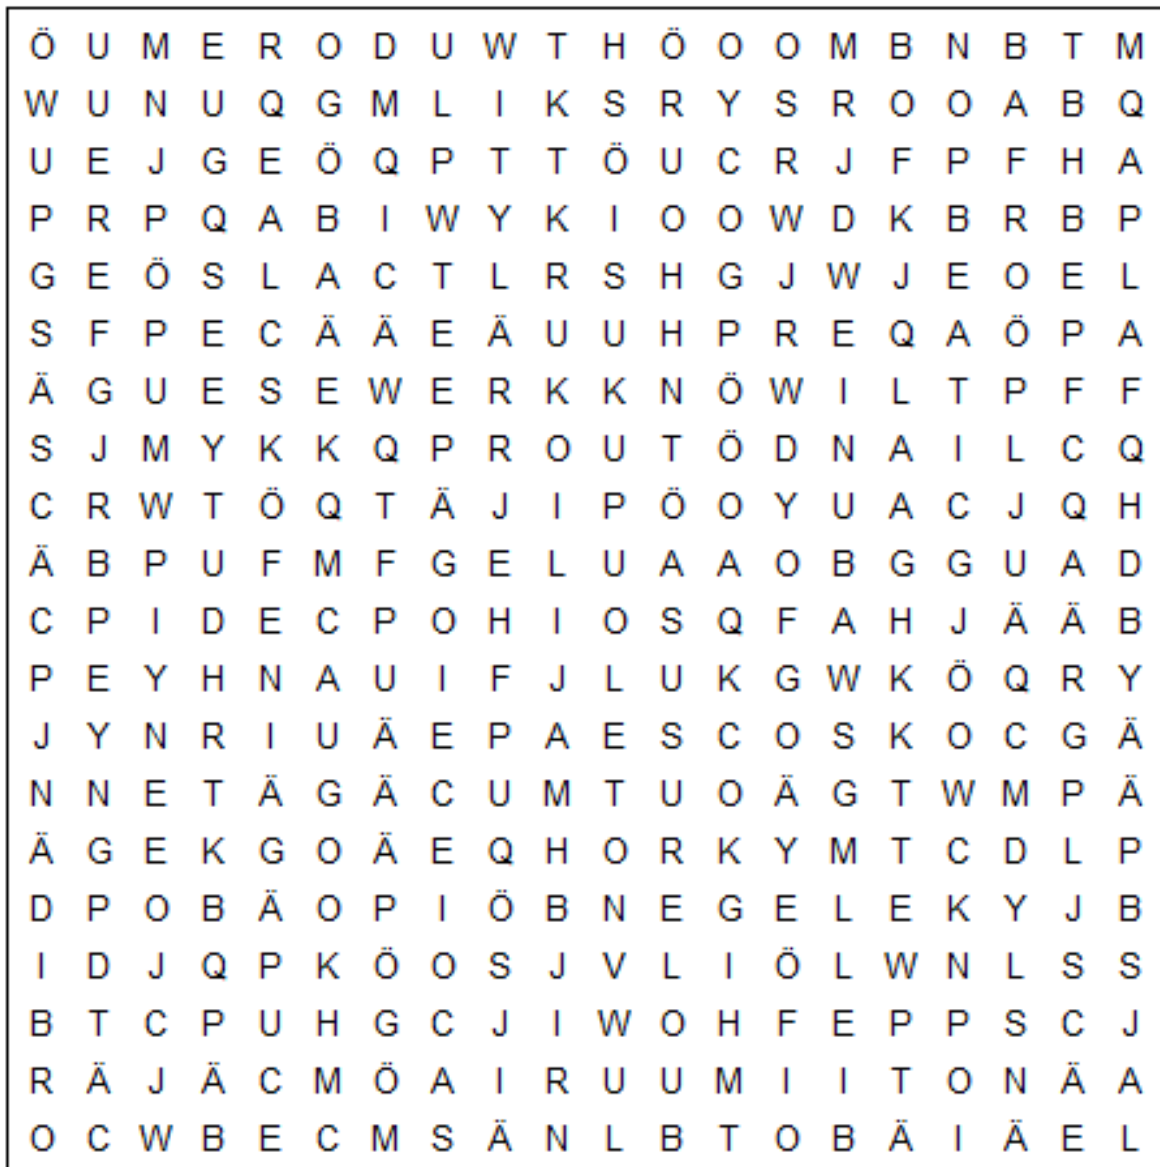 Ö U M E R O D U W T H Ö O O M B N B T M
W U N U Q G M L I K S R Y S R O O A B Q
U E J G E Ö Q P T T Ö U C R J F P F H A
P R P Q A B I W Y K I O O W D K B R B P
G E Ö S L A C T L R S H G J W J E O E L
S F P E C Ä Ä E Ä U U H P R E Q A Ö P A
Ä G U E S E W E R K K N Ö W I L T P F F
S J M Y K K Q P R O U T Ö D N A I L C Q
C R W T Ö Q T Ä J I P Ö O Y U A C J Q H
Ä B P U F M F G E L U A A O B G G U A D
C P I D E C P O H I O S Q F A H J Ä Ä B
P E Y H N A U I F J L U K G W K Ö Q R Y
J Y N R I U Ä E P A E S C O S K O C G Ä
N N E T Ä G Ä C U M T U O Ä G T W M P Ä
Ä G E K G O Ä E Q H O R K Y M T C D L P
D P O B Ä O P I Ö B N E G E L E K Y J B
I D J Q P K Ö O S J V L I Ö L W N L S S
B T C P U H G C J I W O H F E P P S C J
R Ä J Ä C M Ö A I R U U M I I T O N Ä A
O C W B E C M S Ä N L B T O B Ä I Ä E L